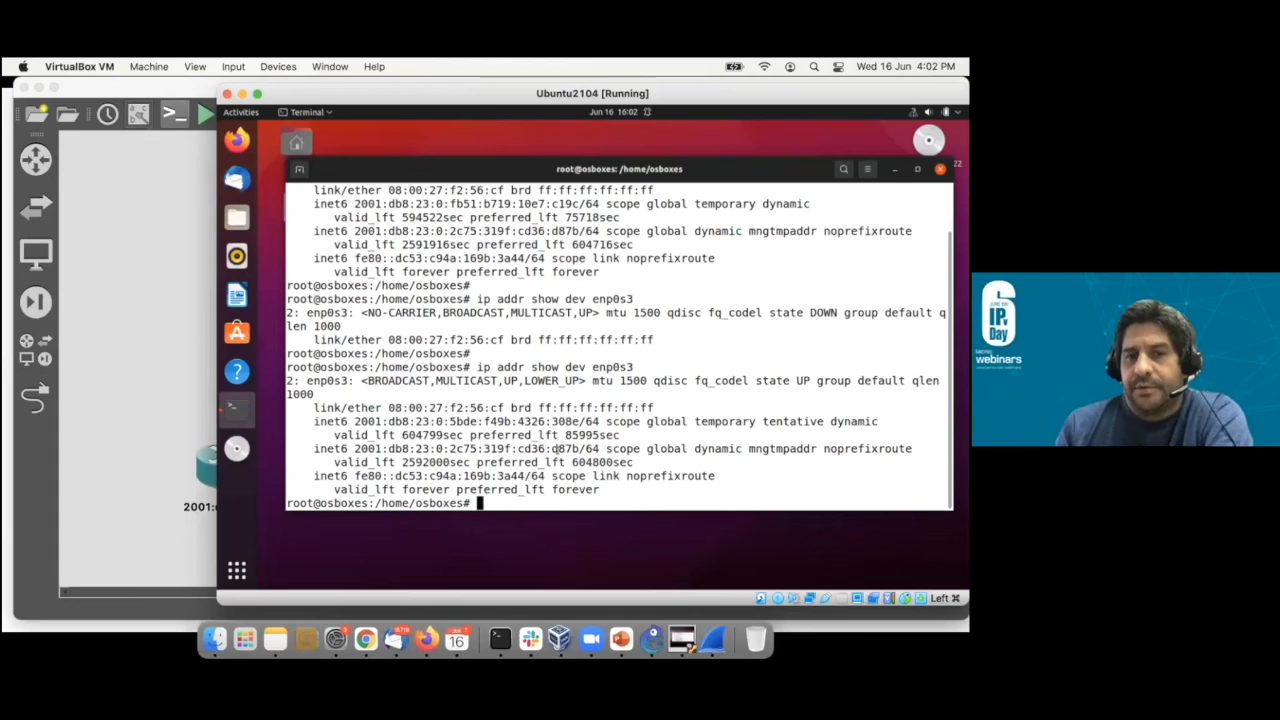 VirtualBox VM Machine View Input Devices Window Help Wed 16 Jun 4:02 PM
Ubuntu2104 [Running]
Activities Terminal Jun 16 16:02
root@osboxes: /home/osboxes
22
link/ether 08:00:27:f2:56:cf brd ff:ff:ff:ff:ff:ff
inet6 2001:db8:23:0:fb51:b719:10e7:c19c/64 scope global temporary dynamic
valid_lft 594522sec preferred_lft 75718sec
inet6 2001:db8:23:0:2c75:319f:cd36:d87b/64 scope global dynamic mngtmpaddr noprefixroute
valid_lft 2591916sec preferred_lft 604716sec
inet6 fe80::dc53:c94a:169b:3a44/64 scope link noprefixroute
valid_lft forever preferred_lft forever
root@osboxes:/home/osboxes#
root@osboxes:/home/osboxes# ip addr show dev enp0s3
2: enp0s3: <NO-CARRIER,BROADCAST,MULTICAST,UP> mtu 1500 qdisc fq_codel state DOWN group default q
len 1000
link/ether 08:00:27:f2:56:cf brd ff:ff:ff:ff:ff:ff
root@osboxes:/home/osboxes#
root@osboxes:/home/osboxes# ip addr show dev enp0s3
2: enp0s3: <BROADCAST,MULTICAST,UP,LOWER_UP> mtu 1500 qdisc fq_codel state UP group default qlen
1000
link/ether 08:00:27:f2:56:cf brd ff:ff:ff:ff:ff:ff
inet6 2001:db8:23:0:5bde:f49b:4326:308e/64 scope global temporary tentative dynamic
valid_lft 604799sec preferred_lft 85995sec
inet6 2001:db8:23:0:2c75:319f:cd36:d87b/64 scope global dynamic mngtmpaddr noprefixroute
valid_lft 2592000sec preferred_lft 604800sec
inet6 fe80::dc53:c94a:169b:3a44/64 scope link noprefixroute
valid_lft forever preferred_lft forever
root@osboxes:/home/osboxes#
2001:
Left ⌘
JUN
16
6
IPv
Day
webinars